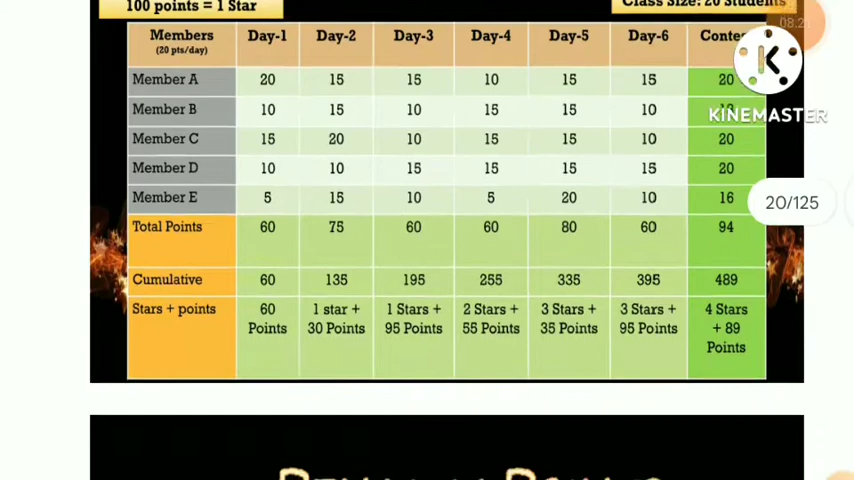 100 points = 1 Star
Class Size: 20 Students
08:2
Members Day-1 Day-2 Day-3 Day-4 Day-5 Day-6
(20 pts/day)
Member A 20 15 15 10 15 15 20
Member B 10 15 10 15 15 10
Member C 15 20 10 15 15 10 20
Member D 10 10 15 15 15 15 20
Member E 5 15 10 5 20 10 16
Total Points 60 75 60 60 80 60 94
Cumulative 60 135 195 255 335 395 489
Stars + points 60 1 star + 1 Stars + 2 Stars + 3 Stars + 3 Stars + 4 Stars
Points 30 Points 95 Points 55 Points 35 Points 95 Points + 89
Points
K
KINEMASTER
20/125